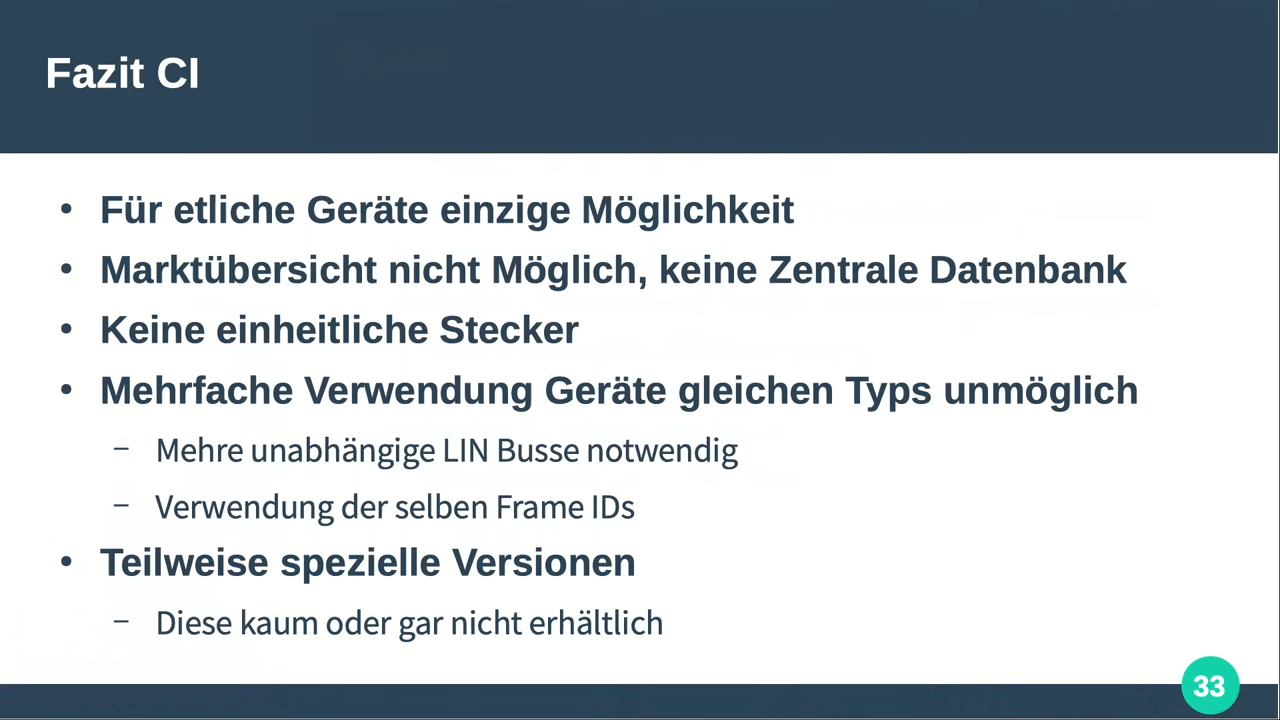 Fazit CI
• Für etliche Geräte einzige Möglichkeit
• Marktübersicht nicht Möglich, keine Zentrale Datenbank
• Keine einheitliche Stecker
• Mehrfache Verwendung Geräte gleichen Typs unmöglich
– Mehre unabhängige LIN Busse notwendig
– Verwendung der selben Frame IDs
• Teilweise spezielle Versionen
– Diese kaum oder gar nicht erhältlich
33